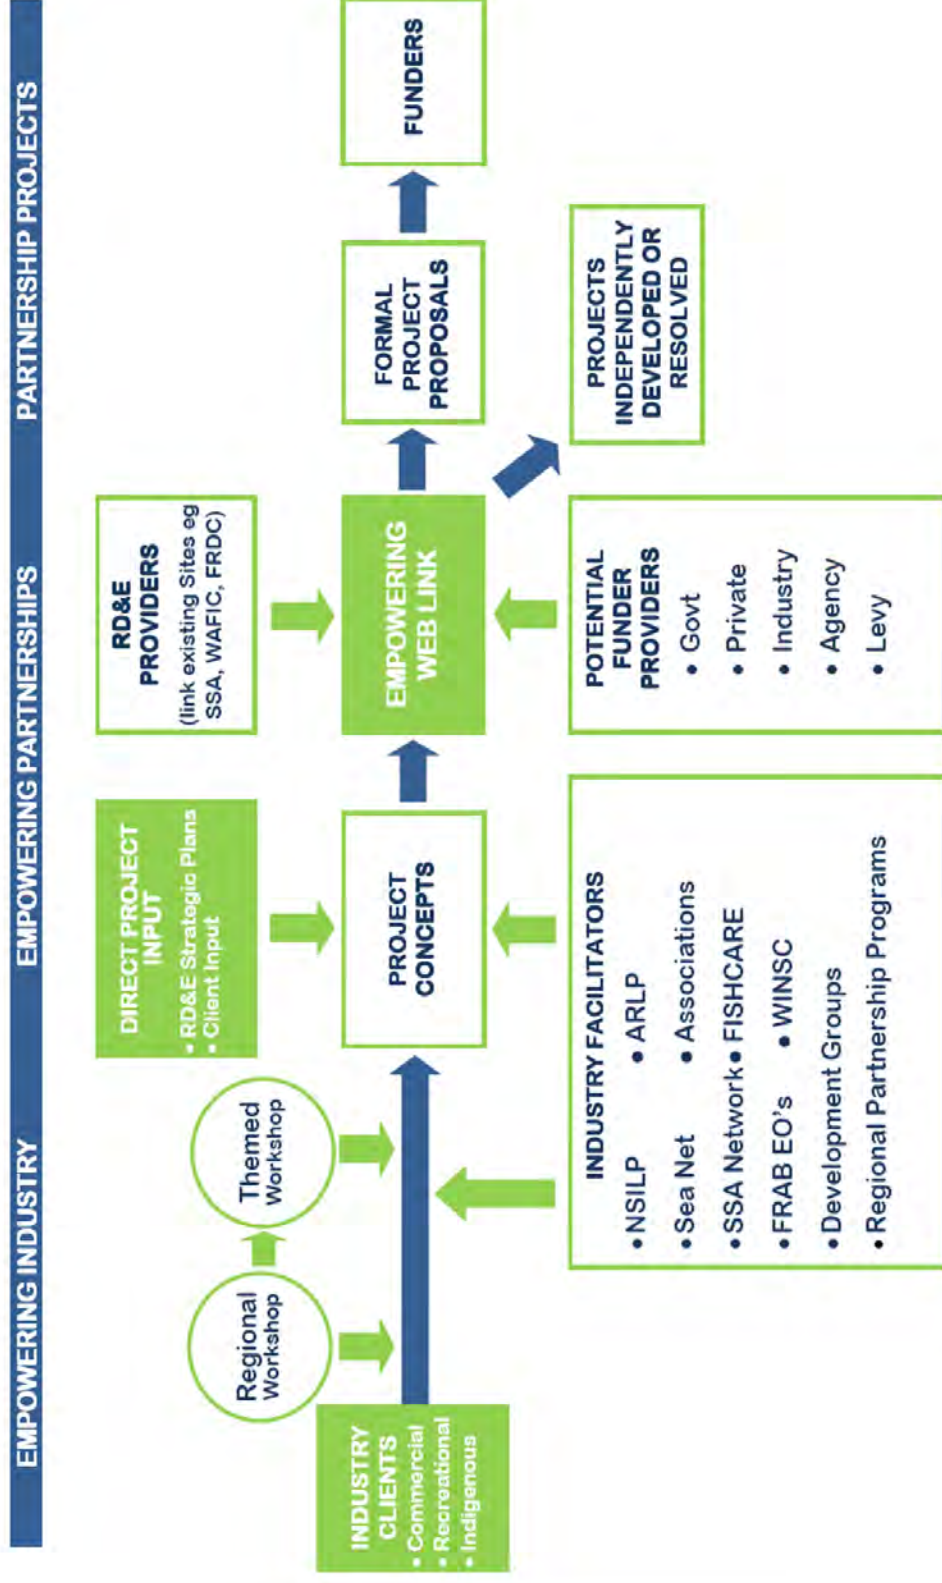 EMPOWERING INDUSTRY
EMPOWERING PARTNERSHIPS
PARTNERSHIP PROJECTS
INDUSTRY
CLIENTS
• Commercial
• Recreational
• Indigenous
Regional
Workshop
Themed
Workshop
DIRECT PROJECT
INPUT
• RD&E Strategic Plans
• Client Input
PROJECT
CONCEPTS
INDUSTRY FACILITATORS
• NSILP • ARLP
• Sea Net • Associations
• SSA Network • FISHCARE
• FRAB EO's • WINSC
• Development Groups
• Regional Partnership Programs
RD&E
PROVIDERS
(link existing Sites eg
SSA, WAFIC, FRDC)
EMPOWERING
WEB LINK
POTENTIAL
FUNDER
PROVIDERS
• Govt
• Private
• Industry
• Agency
• Levy
FORMAL
PROJECT
PROPOSALS
PROJECTS
INDEPENDENTLY
DEVELOPED OR
RESOLVED
FUNDERS